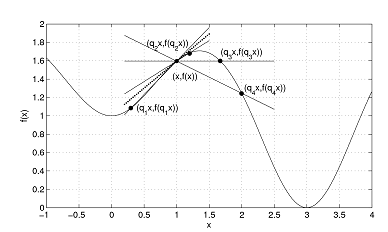 1.8
(q₂x,f(q₂x))
1.6
(q₃x,f(q₃x))
1.4
(x,f(x))
(q₄x,f(q₄x))
1.2
(q₁x,f(q₁x))
f(x)
1
0.8
0.6
0.4
0.2
0
−1 −0.5 0 0.5 1 1.5 2 2.5 3 3.5 4
x
2